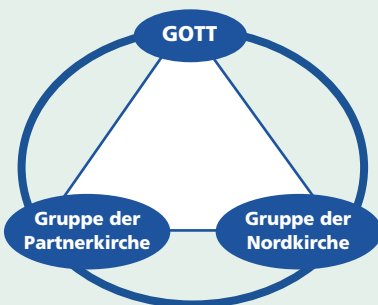 GOTT
Gruppe der
Partnerkirche
Gruppe der
Nordkirche